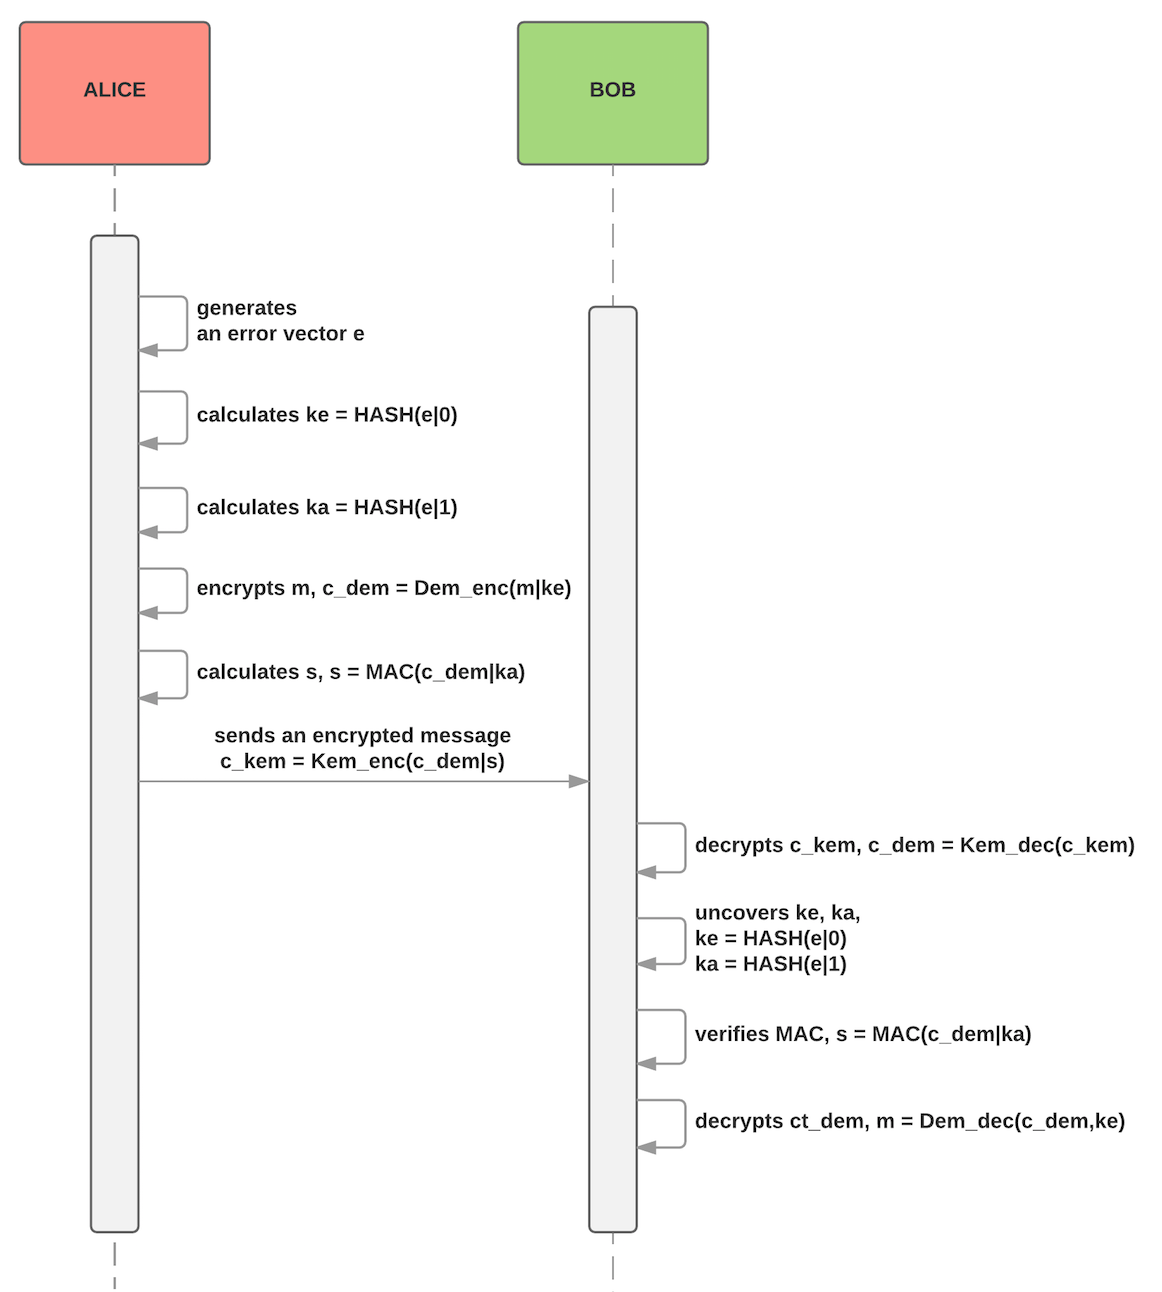 ALICE
BOB
generates
an error vector e
calculates ke = HASH(e|0)
calculates ka = HASH(e|1)
encrypts m, c_dem = Dem_enc(m|ke)
calculates s, s = MAC(c_dem|ka)
sends an encrypted message
c_kem = Kem_enc(c_dem|s)
decrypts c_kem, c_dem = Kem_dec(c_kem)
uncovers ke, ka,
ke = HASH(e|0)
ka = HASH(e|1)
verifies MAC, s = MAC(c_dem|ka)
decrypts ct_dem, m = Dem_dec(c_dem,ke)